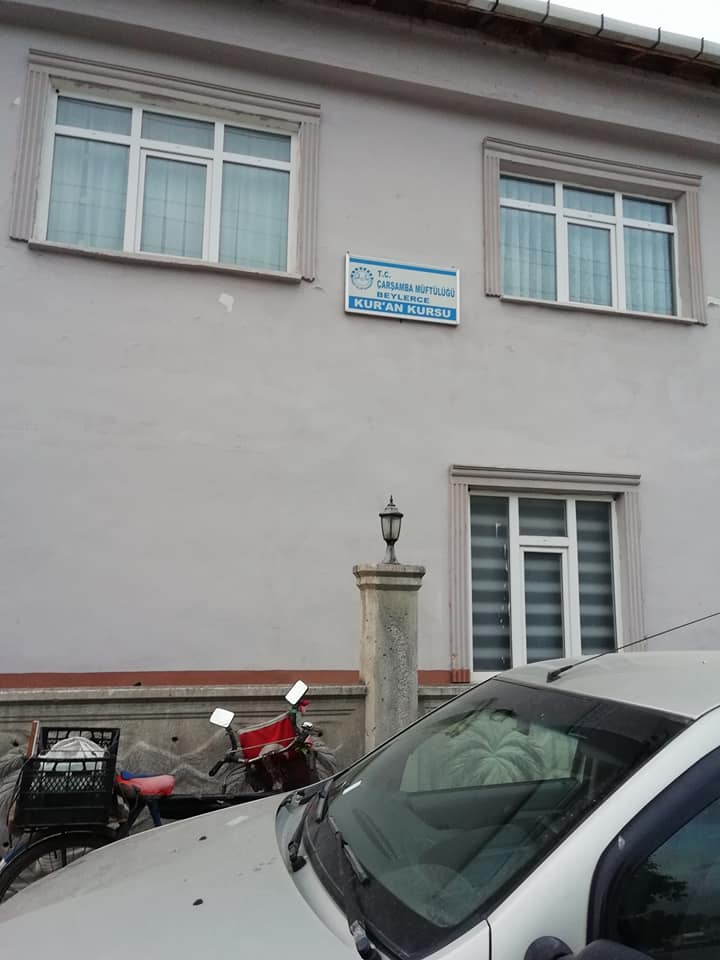 T.C.
ÇARŞAMBA MÜFTÜLÜĞÜ
BEYLERCE
KUR'AN KURSU